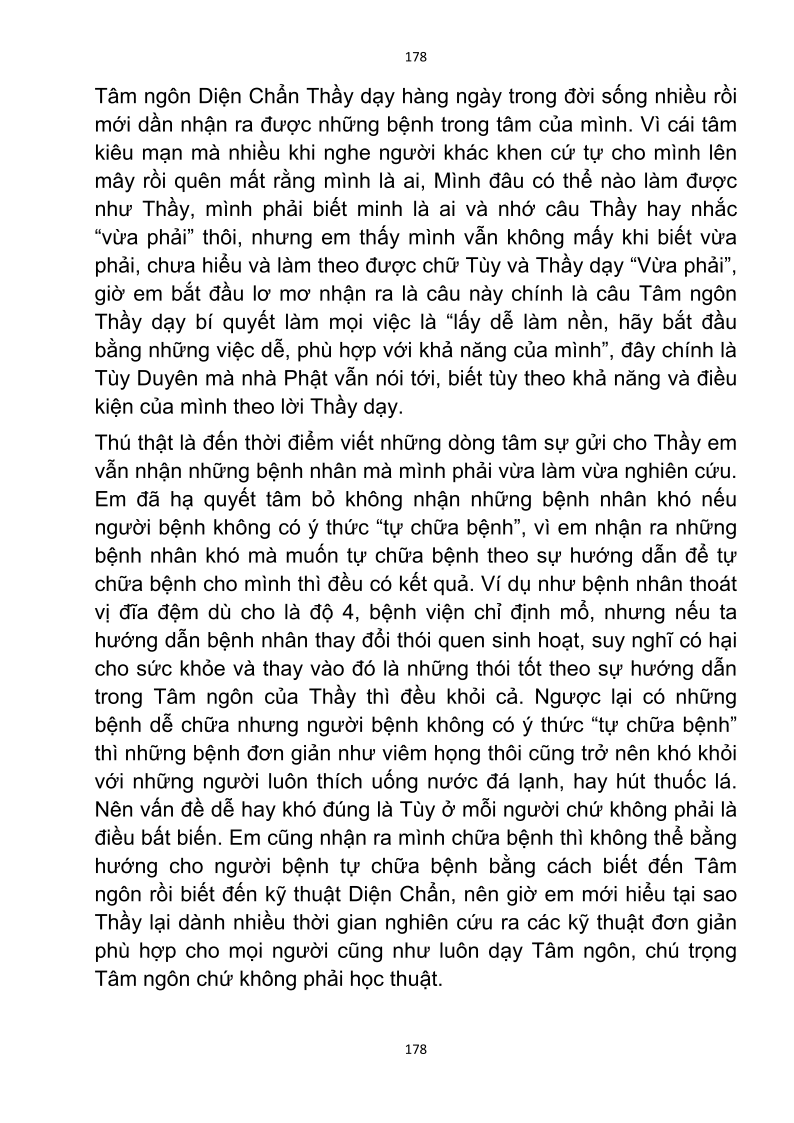 178
Tâm ngôn Diện Chẩn Thầy dạy hàng ngày trong đời sống nhiều rồi
mới dần nhận ra được những bệnh trong tâm của mình. Vì cái tâm
kiêu mạn mà nhiều khi nghe người khác khen cứ tự cho mình lên
mây rồi quên mất rằng mình là ai, Mình đâu có thể nào làm được
như Thầy, mình phải biết minh là ai và nhớ câu Thầy hay nhắc
“vừa phải” thôi, nhưng em thấy mình vẫn không mấy khi biết vừa
phải, chưa hiểu và làm theo được chữ Tùy và Thầy dạy “Vừa phải”,
giờ em bắt đầu lơ mơ nhận ra là câu này chính là câu Tâm ngôn
Thầy dạy bí quyết làm mọi việc là “lấy dễ làm nền, hãy bắt đầu
bằng những việc dễ, phù hợp với khả năng của mình”, đây chính là
Tùy Duyên mà nhà Phật vẫn nói tới, biết tùy theo khả năng và điều
kiện của mình theo lời Thầy dạy.
Thú thật là đến thời điểm viết những dòng tâm sự gửi cho Thầy em
vẫn nhận những bệnh nhân mà mình phải vừa làm vừa nghiên cứu.
Em đã hạ quyết tâm bỏ không nhận những bệnh nhân khó nếu
người bệnh không có ý thức “tự chữa bệnh”, vì em nhận ra những
bệnh nhân khó mà muốn tự chữa bệnh theo sự hướng dẫn để tự
chữa bệnh cho mình thì đều có kết quả. Ví dụ như bệnh nhân thoát
vị đĩa đệm dù cho là độ 4, bệnh viện chỉ định mổ, nhưng nếu ta
hướng dẫn bệnh nhân thay đổi thói quen sinh hoạt, suy nghĩ có hại
cho sức khỏe và thay vào đó là những thói tốt theo sự hướng dẫn
trong Tâm ngôn của Thầy thì đều khỏi cả. Ngược lại có những
bệnh dễ chữa nhưng người bệnh không có ý thức “tự chữa bệnh”
thì những bệnh đơn giản như viêm họng thôi cũng trở nên khó khỏi
với những người luôn thích uống nước đá lạnh, hay hút thuốc lá.
Nên vấn đề dễ hay khó đúng là Tùy ở mỗi người chứ không phải là
điều bất biến. Em cũng nhận ra mình chữa bệnh thì không thể bằng
hướng cho người bệnh tự chữa bệnh bằng cách biết đến Tâm
ngôn rồi biết đến kỹ thuật Diện Chẩn, nên giờ em mới hiểu tại sao
Thầy lại dành nhiều thời gian nghiên cứu ra các kỹ thuật đơn giản
phù hợp cho mọi người cũng như luôn dạy Tâm ngôn, chú trọng
Tâm ngôn chứ không phải học thuật.
178